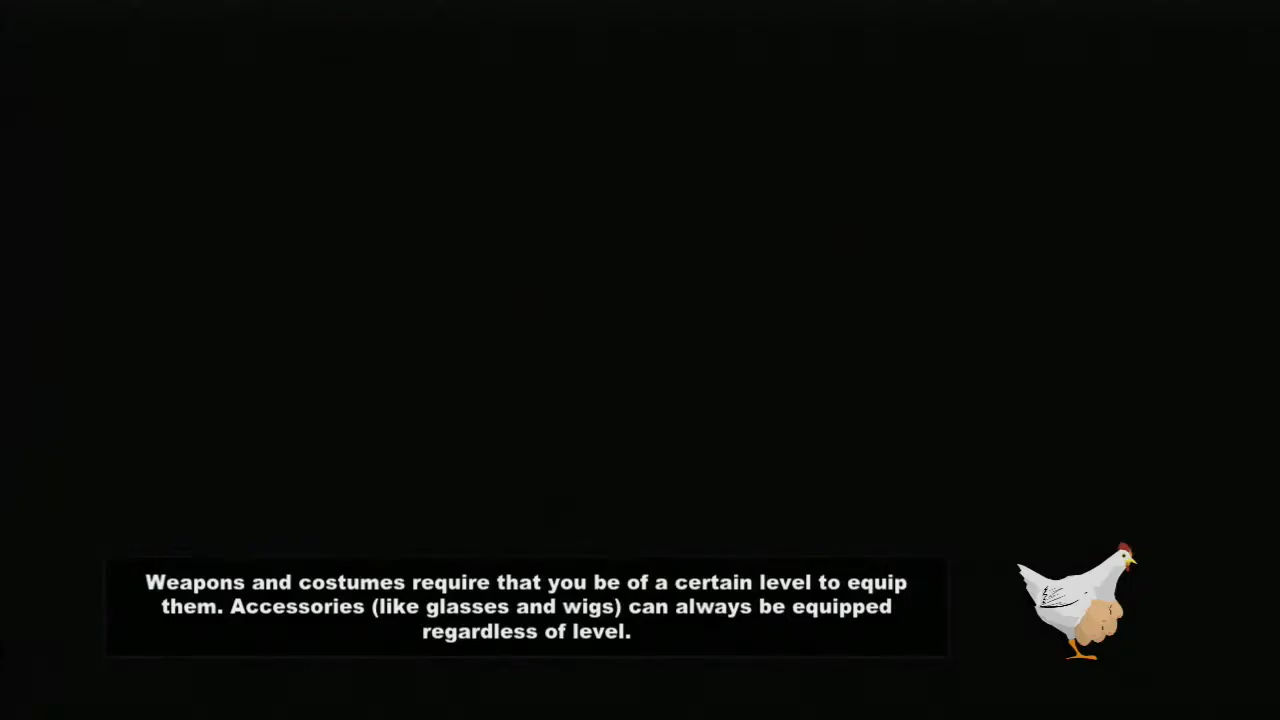 Weapons and costumes require that you be of a certain level to equip
them. Accessories (like glasses and wigs) can always be equipped
regardless of level.